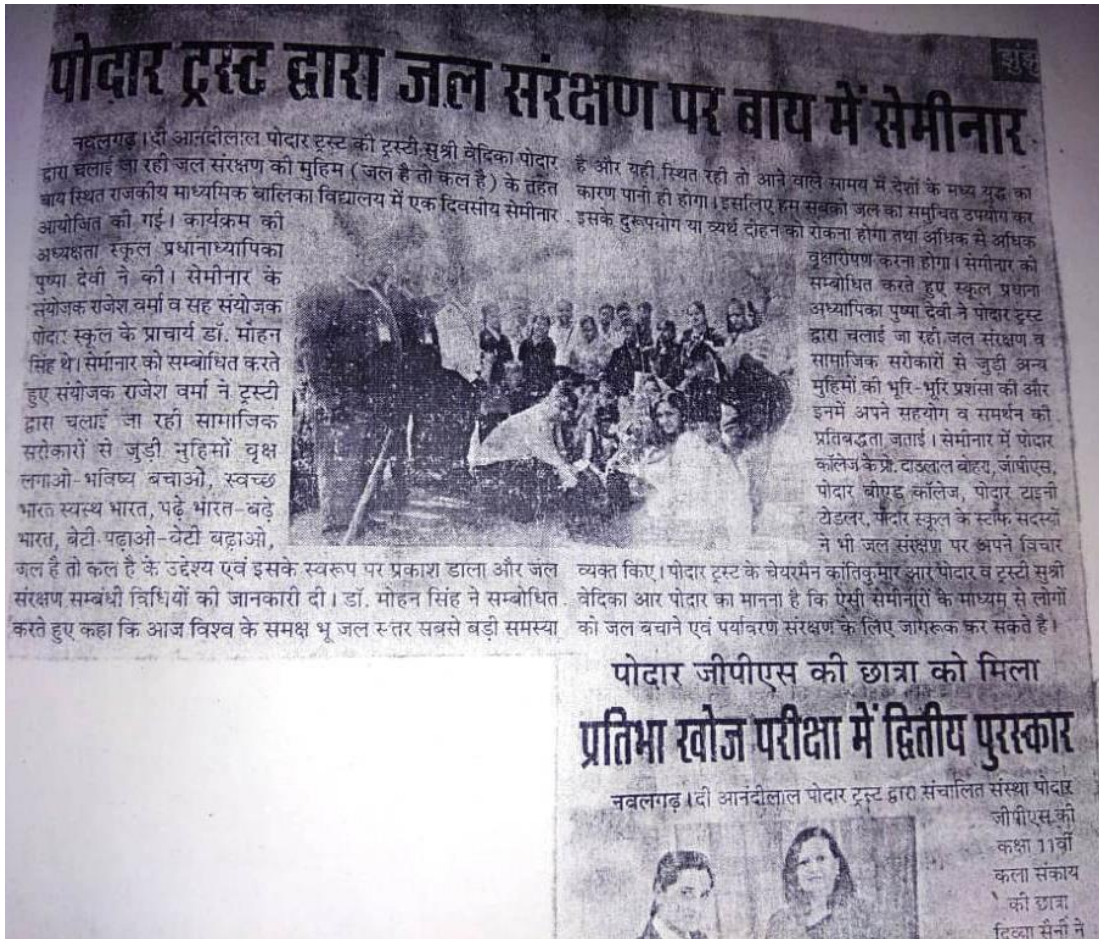 झुंझु
पोदार ट्रस्ट द्वारा जल संरक्षण पर बाय में सेमीनार
नवलगढ़।दी आनंदीलाल पोदार ट्रस्ट की ट्रस्टी सुश्री वेदिका पोदार
द्वारा चलाई जा रही जल संरक्षण की मुहिम (जल है तो कल है) के तहत
बाय स्थित राजकीय माध्यमिक बालिका विद्यालय में एक दिवसीय सेमीनार
आयोजित की गई। कार्यक्रम की
अध्यक्षता स्कूल प्रधानाध्यापिका
पुष्पा देवी ने की। सेमीनार के
संयोजक राजेश वर्मा व सह संयोजक
पोदार स्कूल के प्राचार्य डॉ. मोहन
सिंह थे। सेमीनार को सम्बोधित करते
हुए संयोजक राजेश वर्मा ने ट्रस्टी
द्वारा चलाई जा रही सामाजिक
सरोकारों से जुड़ी मुहिमों वृक्ष
लगाओ-भविष्य बचाओ, स्वच्छ
भारत स्वस्थ भारत, पढ़े भारत-बढ़े
भारत, बेटी पढ़ाओ-बेटी बढ़ाओ,
जल है तो कल है के उद्देश्य एवं इसके स्वरूप पर प्रकाश डाला और जल
संरक्षण सम्बंधी विधियों की जानकारी दी। डॉ. मोहन सिंह ने सम्बोधित
करते हुए कहा कि आज विश्व के समक्ष भू जल स्तर सबसे बड़ी समस्या
है और यही स्थित रही तो आने वाले सामय में देशों के मध्य युद्ध का
कारण पानी ही होगा। इसलिए हम सबको जल का समुचित उपयोग कर
इसके दुरूपयोग या व्यर्थ दोहन को रोकना होगा तथा अधिक से अधिक
वृक्षारोपण करना होगा। सेमीनार को
सम्बोधित करते हुए स्कूल प्रधाना
अध्यापिका पुष्पा देवी ने पोदार ट्रस्ट
द्वारा चलाई जा रही जल संरक्षण व
सामाजिक सरोकारों से जुड़ी अन्य
मुहिमों की भूरि-भूरि प्रशंसा की और
इनमें अपने सहयोग व समर्थन की
प्रतिबद्धता जताई। सेमीनार में पोदार
कॉलेज के प्रो. दाऊलाल बोहरा, जीपीएस,
पोदार बीएड कॉलेज, पोदार टाइनी
टोडलर, पोदार स्कूल के स्टाफ सदस्यों
ने भी जल संरक्षण पर अपने विचार
व्यक्त किए। पोदार ट्रस्ट के चेयरमैन कांतिकुमार आर पोदार व ट्रस्टी सुश्री
वेदिका आर पोदार का मानना है कि ऐसी सेमीनारों के माध्यम से लोगों
को जल बचाने एवं पर्यावरण संरक्षण के लिए जागरूक कर सकते है।
पोदार जीपीएस की छात्रा को मिला
प्रतिभा खोज परीक्षा में द्वितीय पुरस्कार
नवलगढ़।दी आनंदीलाल पोदार ट्रस्ट द्वारा संचालित संस्था पोदार
जीपीएस की
कक्षा 11वीं
कला संकाय
की छात्रा
दिव्या सैनी ने